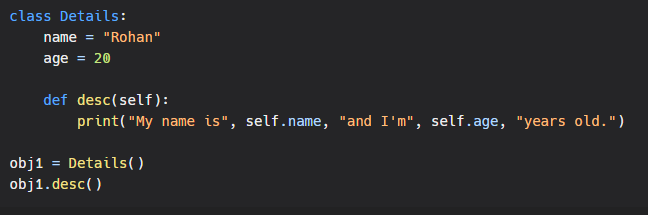 class Details:
    name = "Rohan"
    age = 20

    def desc(self):
        print("My name is", self.name, "and I'm", self.age, "years old.")

obj1 = Details()
obj1.desc()